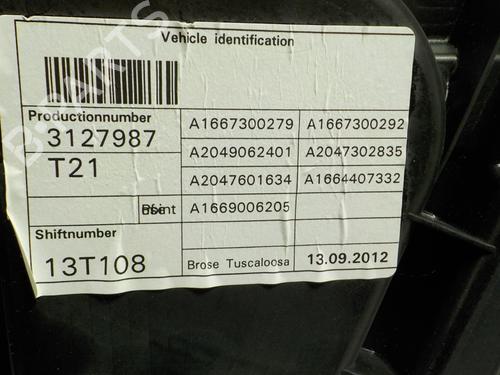 Vehicle identification
Productionnumber
3127987
T21
A1667300279 A1667300292
A2049062401 A2047302835
A2047601634 A1664407332
A1669006205
Shiftnumber
13T108
Brose Tuscaloosa 13.09.2012